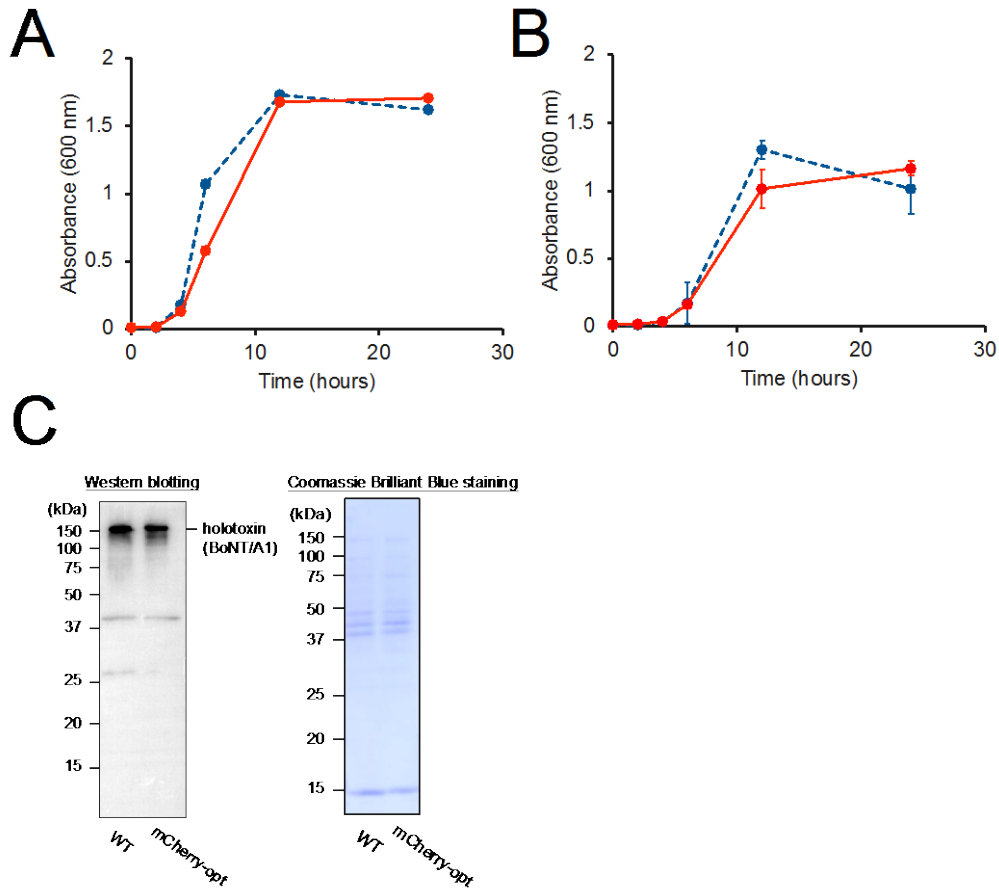 A
2
1.5
1
0.5
0
Absorbance (600 nm)
0 10 20 30
Time (hours)
B
2
1.5
1
0.5
0
Absorbance (600 nm)
0 10 20 30
Time (hours)
C
Western blotting
(kDa)
150
100
75
50
37
25
20
15
holotoxin
(BoNT/A1)
WT
mCherry-opt
Coomassie Brilliant Blue staining
(kDa)
150
100
75
50
37
25
20
15
WT
mCherry-opt